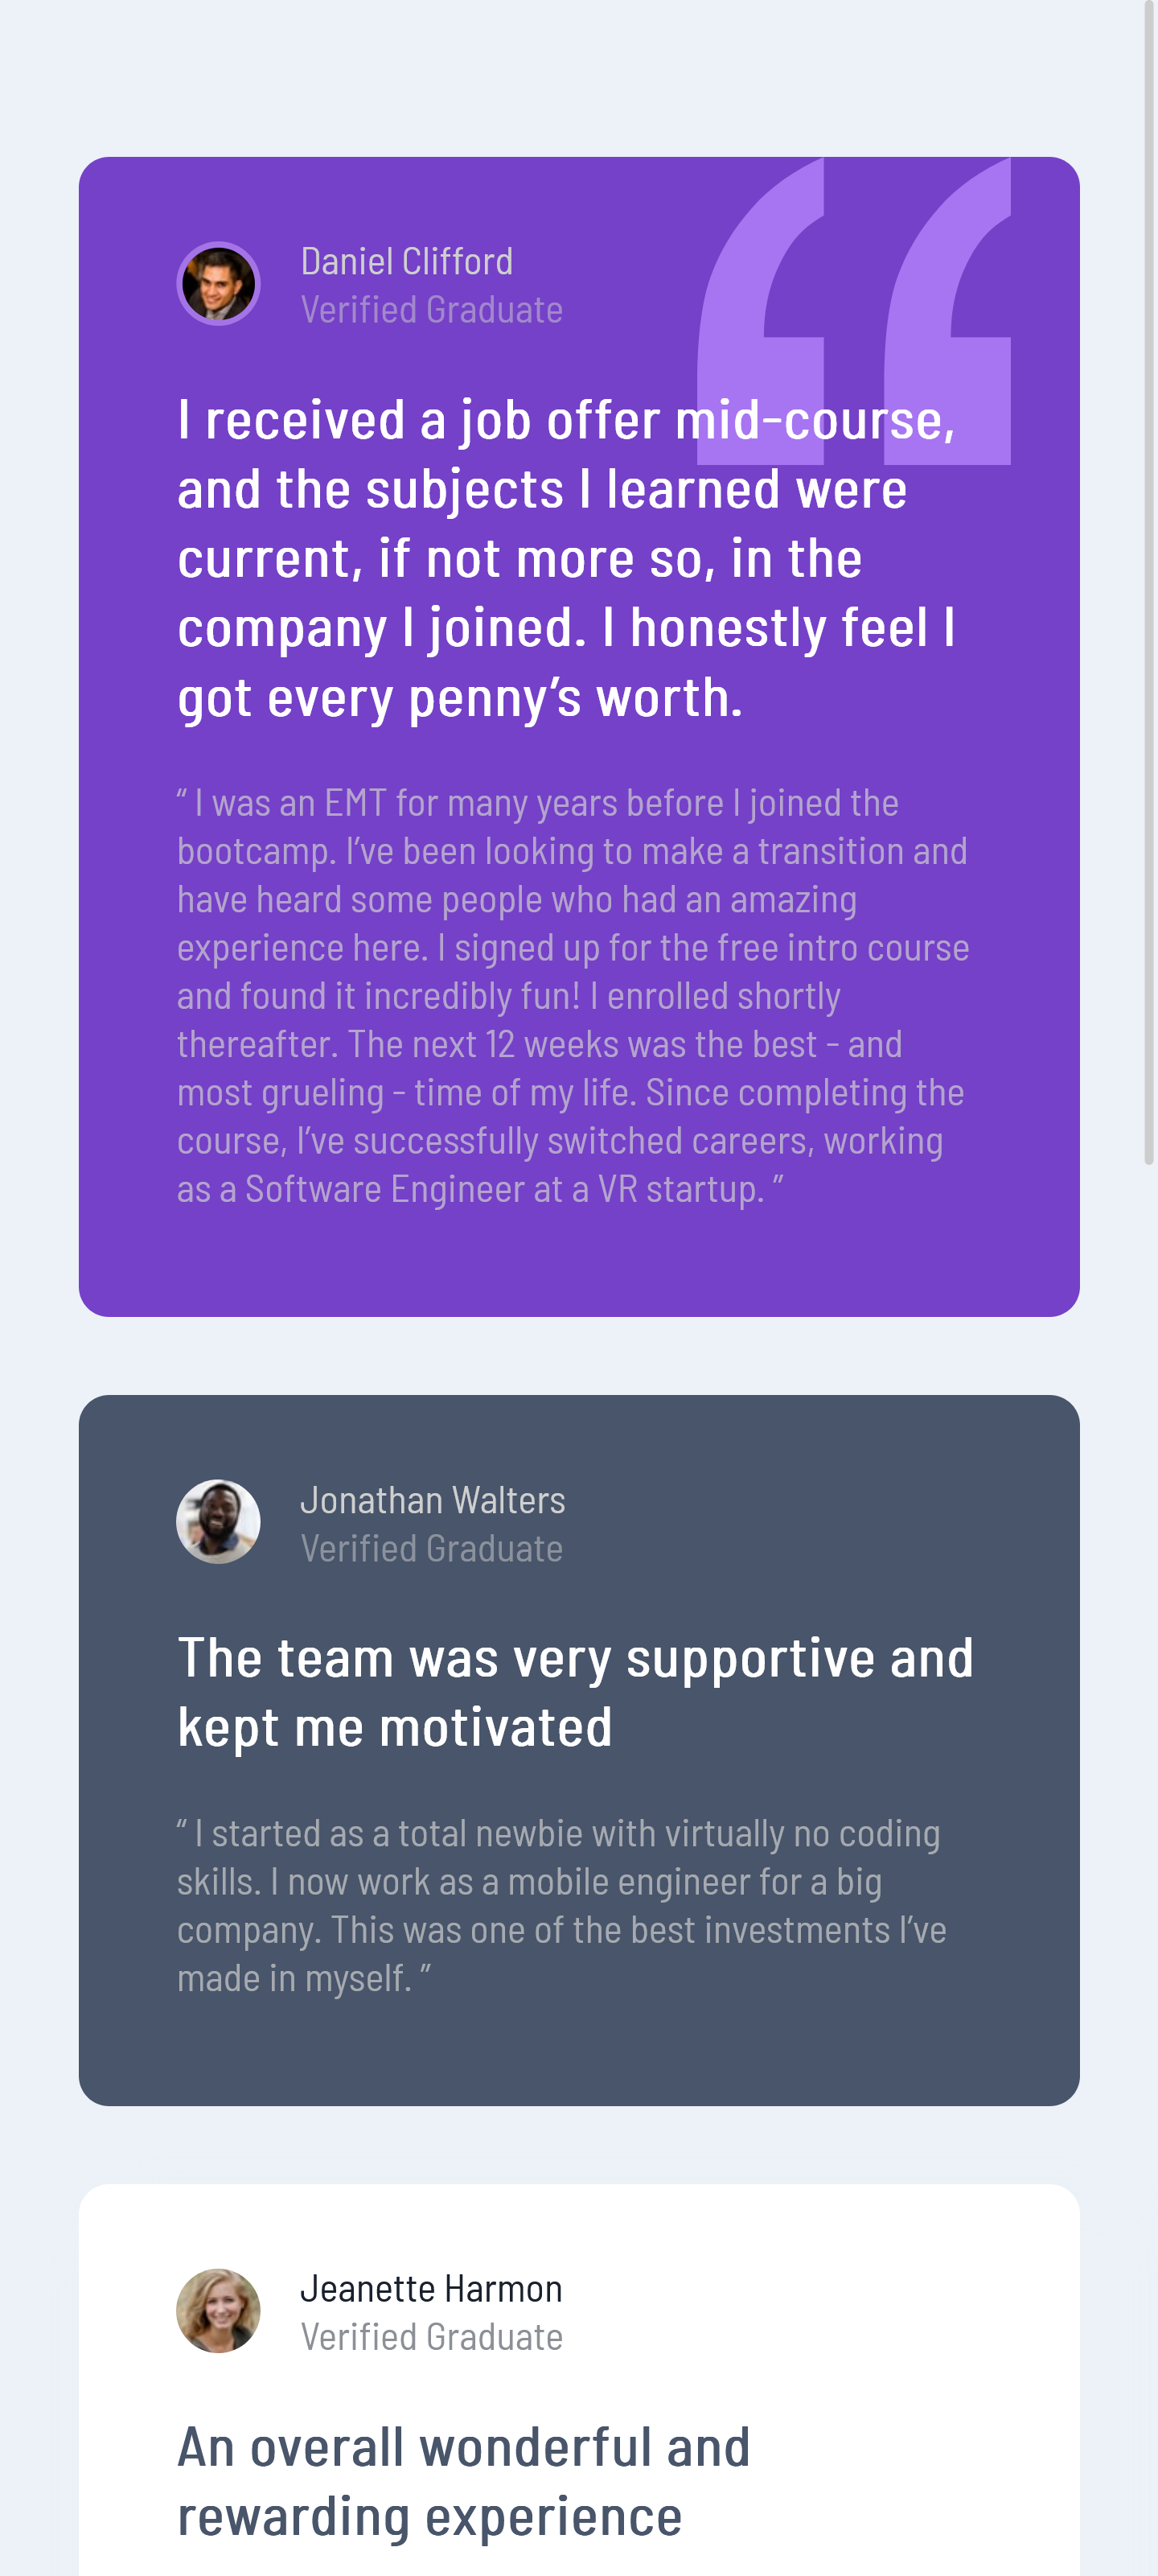 Daniel Clifford
Verified Graduate
I received a job offer mid-course,
and the subjects I learned were
current, if not more so, in the
company I joined. I honestly feel I
got every penny’s worth.
“ I was an EMT for many years before I joined the
bootcamp. I’ve been looking to make a transition and
have heard some people who had an amazing
experience here. I signed up for the free intro course
and found it incredibly fun! I enrolled shortly
thereafter. The next 12 weeks was the best - and
most grueling - time of my life. Since completing the
course, I’ve successfully switched careers, working
as a Software Engineer at a VR startup. ”
Jonathan Walters
Verified Graduate
The team was very supportive and
kept me motivated
“ I started as a total newbie with virtually no coding
skills. I now work as a mobile engineer for a big
company. This was one of the best investments I’ve
made in myself. ”
Jeanette Harmon
Verified Graduate
An overall wonderful and
rewarding experience